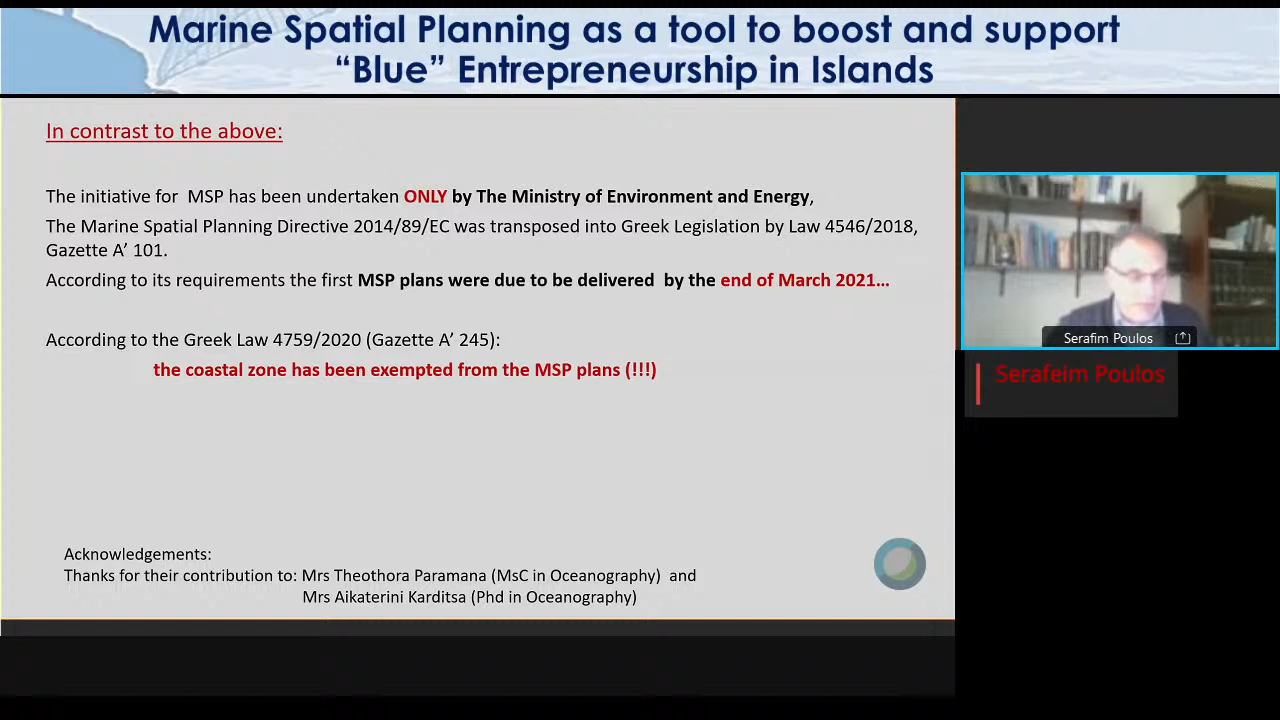 Marine Spatial Planning as a tool to boost and support
“Blue” Entrepreneurship in Islands
In contrast to the above:
The initiative for MSP has been undertaken ONLY by The Ministry of Environment and Energy,
The Marine Spatial Planning Directive 2014/89/EC was transposed into Greek Legislation by Law 4546/2018,
Gazette A’ 101.
According to its requirements the first MSP plans were due to be delivered by the end of March 2021…
According to the Greek Law 4759/2020 (Gazette A’ 245):
the coastal zone has been exempted from the MSP plans (!!!)
Acknowledgements:
Thanks for their contribution to: Mrs Theothora Paramana (MsC in Oceanography) and
Mrs Aikaterini Karditsa (Phd in Oceanography)
Serafim Poulos
Serafeim Poulos